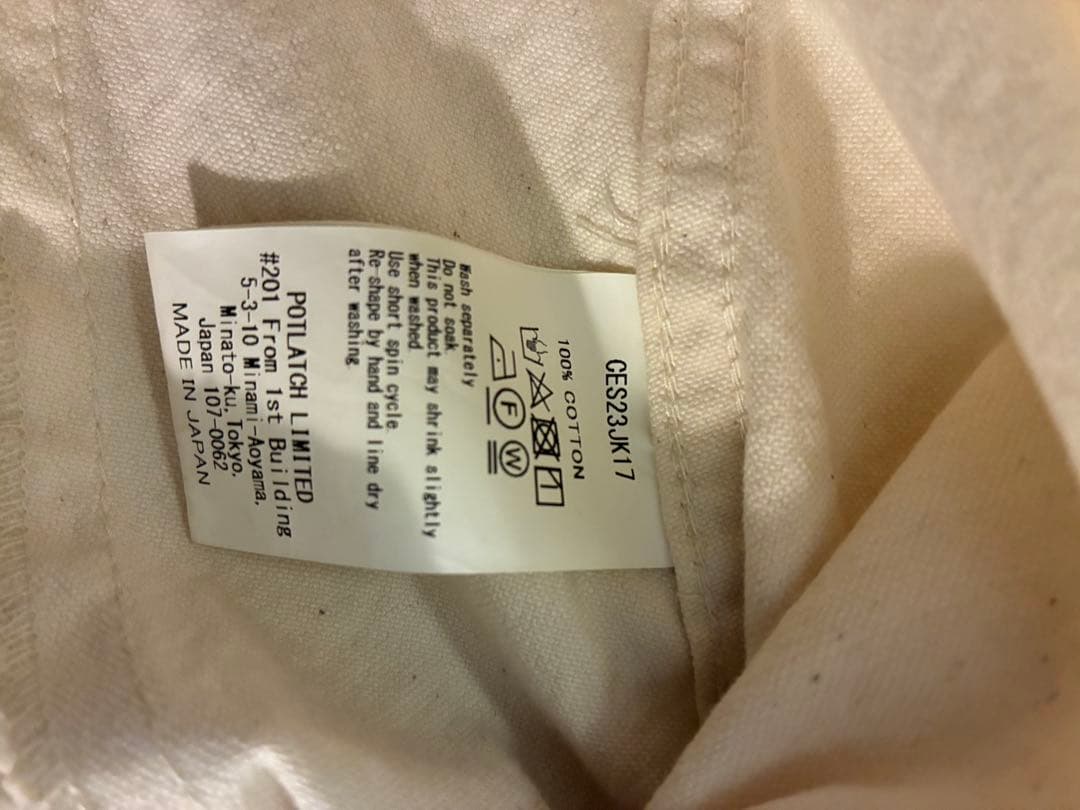 CES23JK17
100% COTTON
F W
Wash separately
Do not soak
This product may shrink slightly
when washed.
Use short spin cycle.
Re-shape by hand and line dry
after washing
POTLATCH LIMITED
#201 From 1st Building
5-3-10 Minami-Aoyama,
Minato-ku, Tokyo,
Japan 107-0062
MADE IN JAPAN